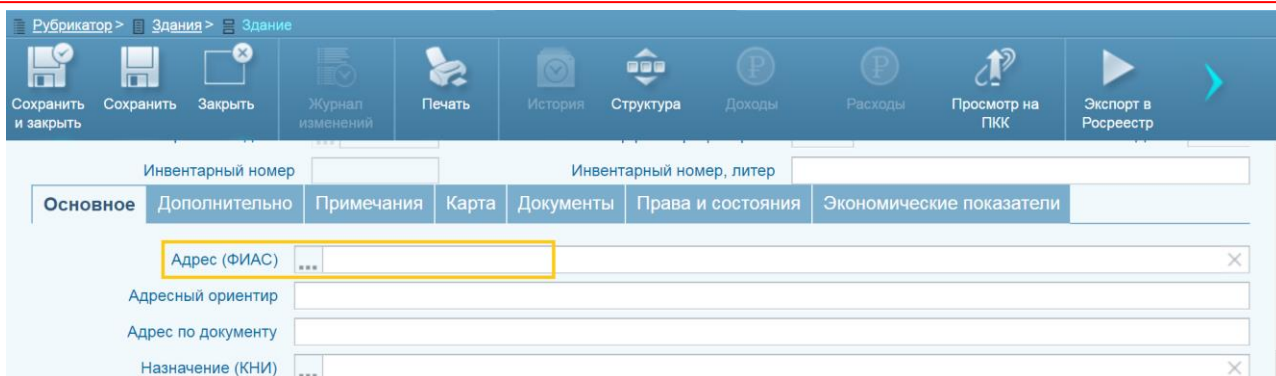 Рубрикатор > Здания > Здание
Сохранить и закрыть
Сохранить
Закрыть
Журнал изменений
Печать
История
Структура
Доходы
Расходы
Просмотр на ПКК
Экспорт в Росреестр
Инвентарный номер
Инвентарный номер, литер
Основное Дополнительно Примечания Карта Документы Права и состояния Экономические показатели
Адрес (ФИАС) ...
Адресный ориентир
Адрес по документу
Назначение (КНИ) ...